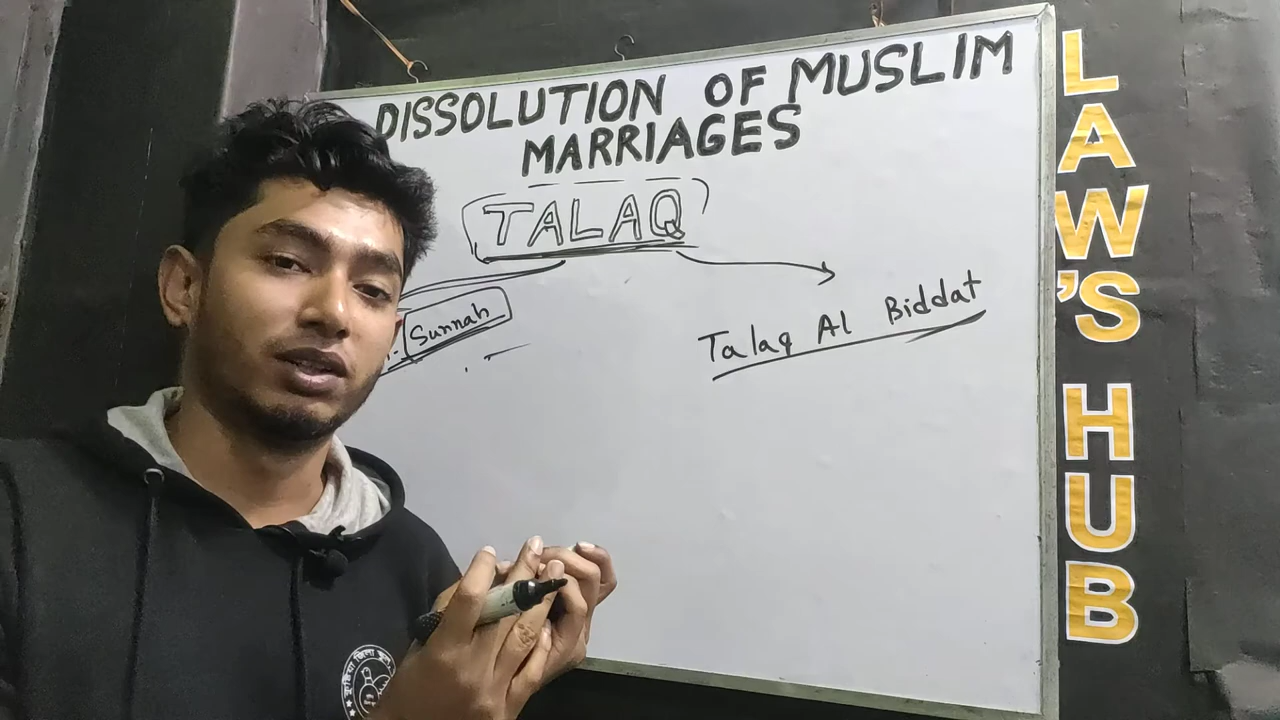 DISSOLUTION OF MUSLIM
MARRIAGES
TALAQ
Sunnah
Talaq Al Biddat
LAW'S HUB
জিলা স্কুল